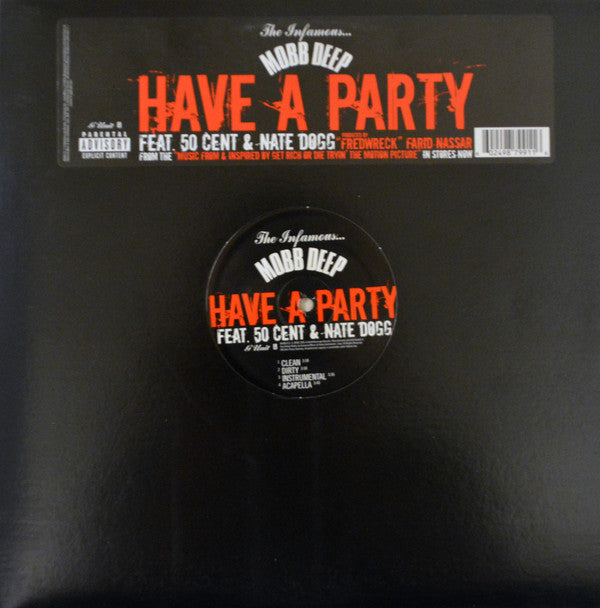 The Infamous...
MOBB DEEP
HAVE A PARTY
G Unit
PARENTAL
ADVISORY
EXPLICIT CONTENT
FEAT. 50 CENT & NATE DOGG PRODUCED BY "FREDWRECK" FARID NASSAR
FROM THE "MUSIC FROM & INSPIRED BY GET RICH OR DIE TRYIN' THE MOTION PICTURE" IN STORES NOW
The Infamous...
MOBB DEEP
HAVE A PARTY
FEAT. 50 CENT & NATE DOGG
G Unit
1 CLEAN
2 DIRTY
3 INSTRUMENTAL
4 ACAPELLA